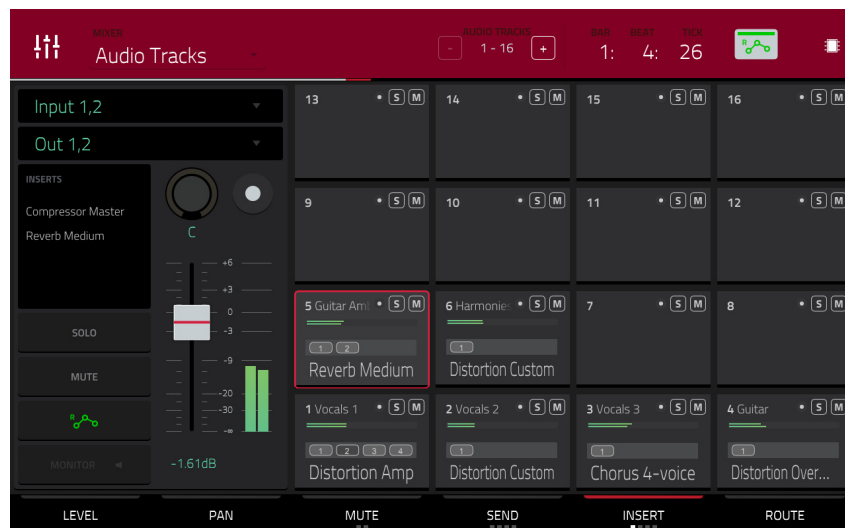 MIXER
Audio Tracks
AUDIO TRACKS
- 1 - 16 +
BAR BEAT TICK
1: 4: 26
R
Input 1,2
Out 1,2
INSERTS
Compressor Master
Reverb Medium
C
+6
+3
0
-3
-9
-20
-30
-∞
SOLO
MUTE
R
MONITOR
-1.61dB
13 S M
14 S M
15 S M
16 S M
9 S M
10 S M
11 S M
12 S M
5 Guitar Am S M
1 2
Reverb Medium
6 Harmonies S M
1
Distortion Custom
7 S M
8 S M
1 Vocals 1 S M
1 2 3 4
Distortion Amp
2 Vocals 2 S M
1
Distortion Custom
3 Vocals 3 S M
1
Chorus 4-voice
4 Guitar S M
1
Distortion Over...
LEVEL
PAN
MUTE
SEND
INSERT
ROUTE